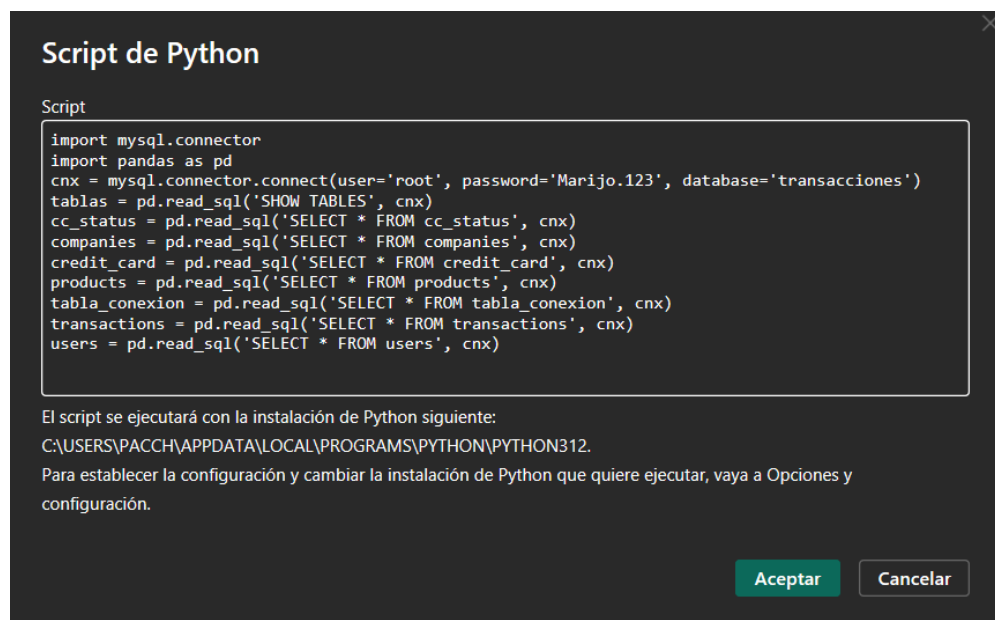 Script de Python
Script
import mysql.connector
import pandas as pd
cnx = mysql.connector.connect(user='root', password='Marijo.123', database='transacciones')
tablas = pd.read_sql('SHOW TABLES', cnx)
cc_status = pd.read_sql('SELECT * FROM cc_status', cnx)
companies = pd.read_sql('SELECT * FROM companies', cnx)
credit_card = pd.read_sql('SELECT * FROM credit_card', cnx)
products = pd.read_sql('SELECT * FROM products', cnx)
tabla_conexion = pd.read_sql('SELECT * FROM tabla_conexion', cnx)
transactions = pd.read_sql('SELECT * FROM transactions', cnx)
users = pd.read_sql('SELECT * FROM users', cnx)
El script se ejecutará con la instalación de Python siguiente:
C:\USERS\PACCH\APPDATA\LOCAL\PROGRAMS\PYTHON\PYTHON312.
Para establecer la configuración y cambiar la instalación de Python que quiere ejecutar, vaya a Opciones y
configuración.
Aceptar
Cancelar